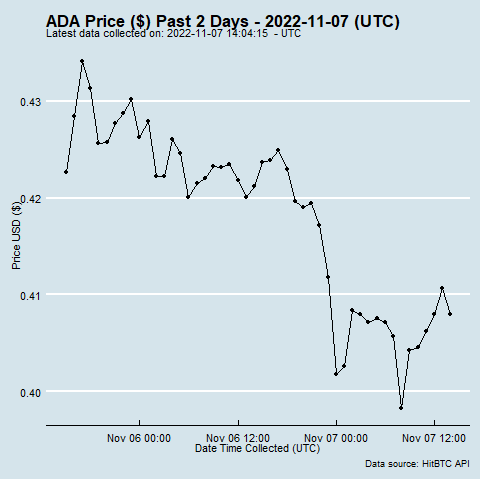 ADA Price ($) Past 2 Days - 2022-11-07 (UTC)
Latest data collected on: 2022-11-07 14:04:15  - UTC
Price USD ($)
0.43
0.42
0.41
0.40
Nov 06 00:00 Nov 06 12:00 Nov 07 00:00 Nov 07 12:00
Date Time Collected (UTC)
Data source: HitBTC API